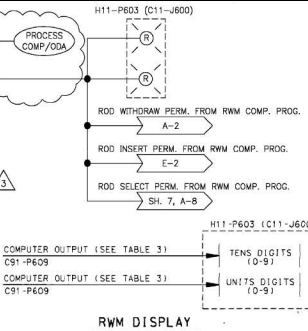 H11-P603 (C11-J600)
PROCESS
COMP/ODA
R
R
ROD WITHDRAW PERM. FROM RWM COMP. PROG.
A-2
ROD INSERT PERM. FROM RWM COMP. PROG.
E-2
3
ROD SELECT PERM. FROM RWM COMP. PROG.
SH. 7, A-8
H11-P603 (C11-J600
COMPUTER OUTPUT (SEE TABLE 3)
C91-P609
TENS DIGITS
(0-9)
COMPUTER OUTPUT (SEE TABLE 3)
C91-P609
UNITS DIGITS
(0-9)
RWM DISPLAY